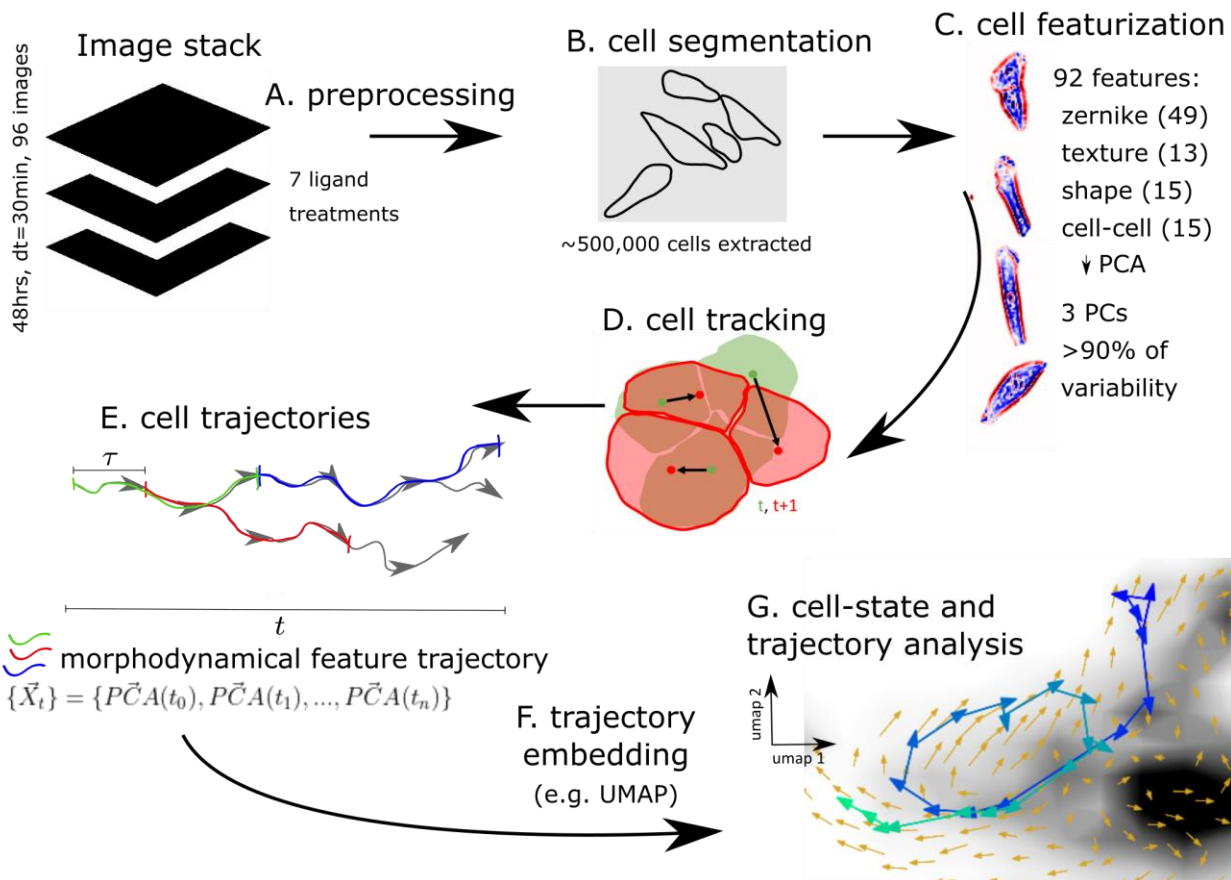 Image stack
48hrs, dt=30min, 96 images
A. preprocessing
7 ligand
treatments
B. cell segmentation
~500,000 cells extracted
C. cell featurization
92 features:
zernike (49)
texture (13)
shape (15)
cell-cell (15)
PCA
3 PCs
>90% of
variability
D. cell tracking
t, t+1
E. cell trajectories
τ
t
morphodynamical feature trajectory
{X⃗_t} = {PC⃗A(t_0), PC⃗A(t_1), ..., PC⃗A(t_n)}
F. trajectory
embedding
(e.g. UMAP)
G. cell-state and
trajectory analysis
umap 2
umap 1